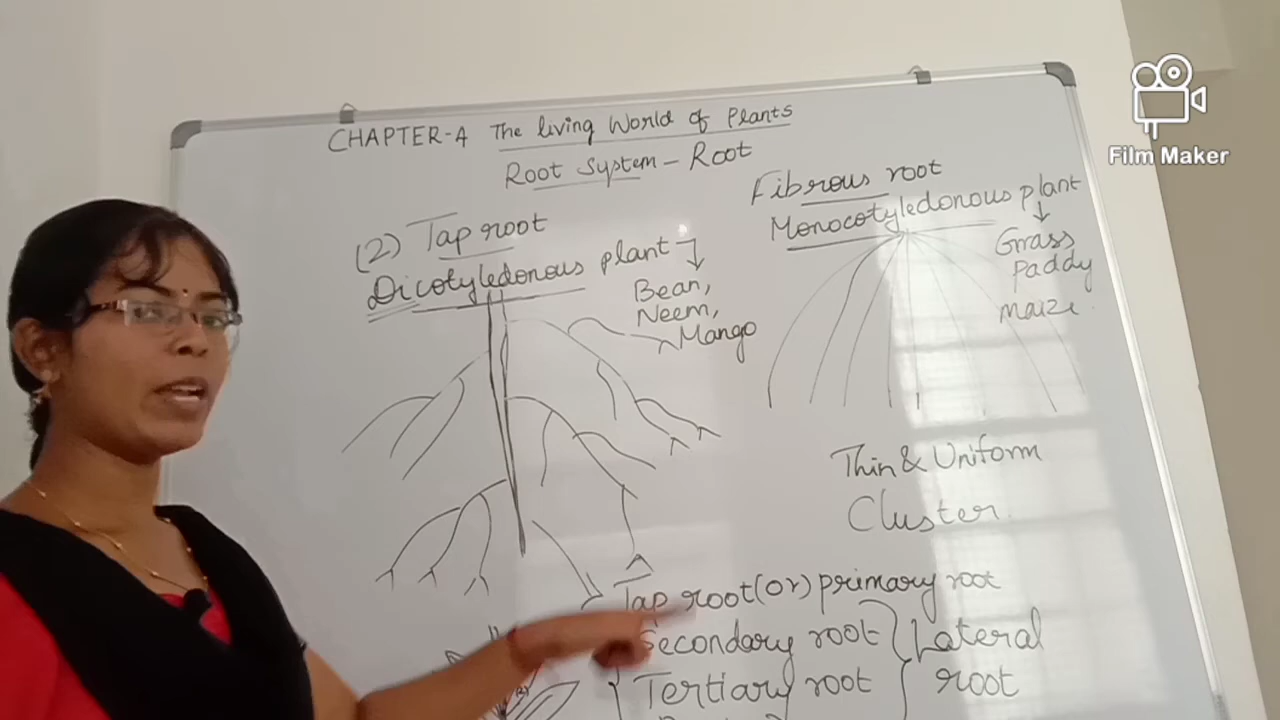 CHAPTER-4 The living World of Plants
Root System - Root
(2) Tap root
Dicotyledonous plant
Bean,
Neem,
Mango
Fibrous root
Monocotyledonous plant
Grass
Paddy
Maize
Thin & Uniform
Cluster
Tap root (or) primary root
Secondary root
Tertiary root
Lateral
root
Film Maker